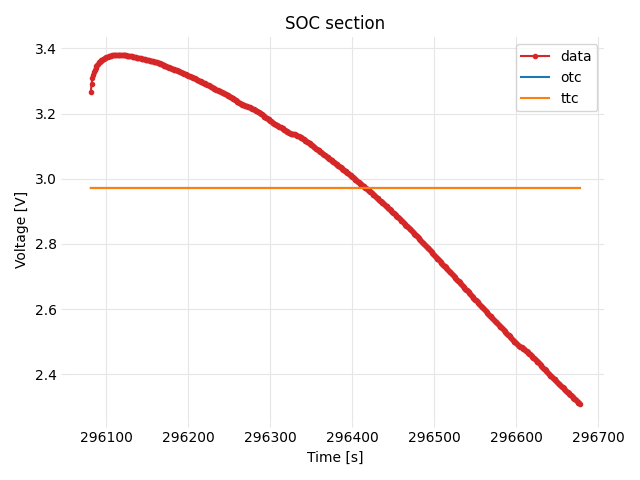 SOC section
3.4
3.2
3.0
2.8
2.6
2.4
Voltage [V]
data
otc
ttc
296100 296200 296300 296400 296500 296600 296700
Time [s]